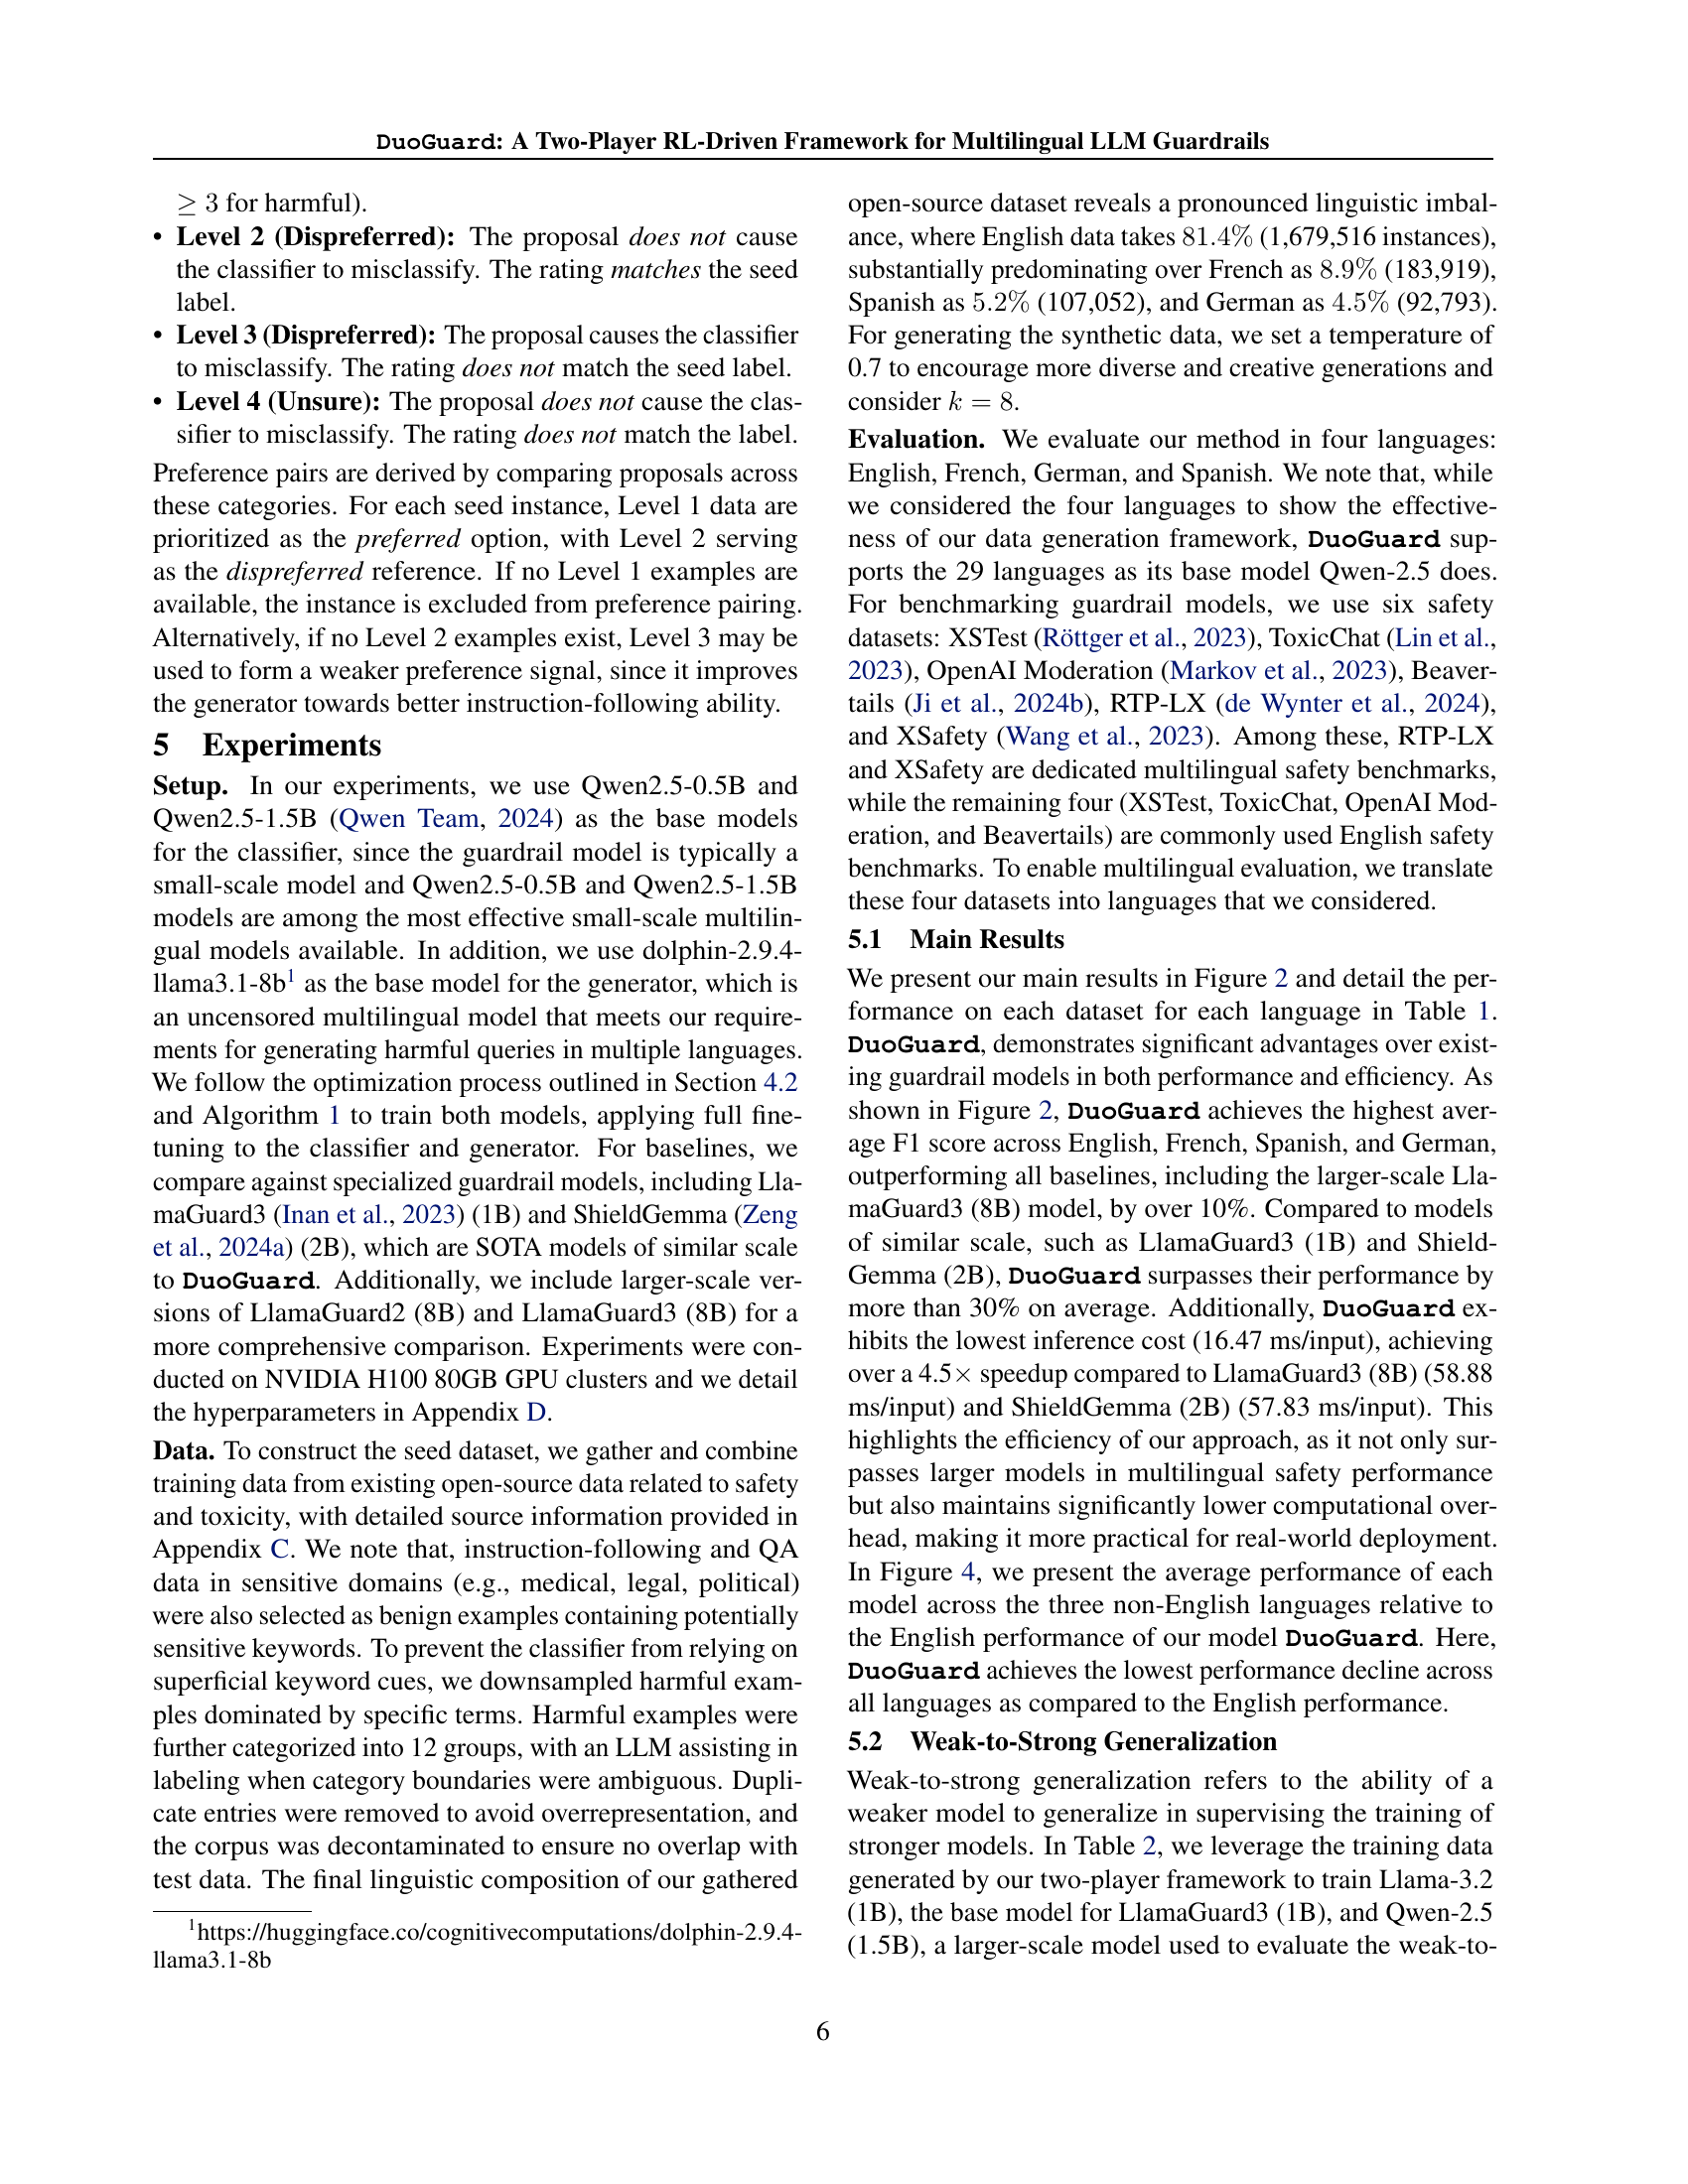 DuoGuard: A Two-Player RL-Driven Framework for Multilingual LLM Guardrails
≥ 3 for harmful).
• Level 2 (Dispreferred): The proposal does not cause
the classifier to misclassify. The rating matches the seed
label.
• Level 3 (Dispreferred): The proposal causes the classifier
to misclassify. The rating does not match the seed label.
• Level 4 (Unsure): The proposal does not cause the clas-
sifier to misclassify. The rating does not match the label.
Preference pairs are derived by comparing proposals across
these categories. For each seed instance, Level 1 data are
prioritized as the preferred option, with Level 2 serving
as the dispreferred reference. If no Level 1 examples are
available, the instance is excluded from preference pairing.
Alternatively, if no Level 2 examples exist, Level 3 may be
used to form a weaker preference signal, since it improves
the generator towards better instruction-following ability.
5 Experiments
Setup. In our experiments, we use Qwen2.5-0.5B and
Qwen2.5-1.5B (Qwen Team, 2024) as the base models
for the classifier, since the guardrail model is typically a
small-scale model and Qwen2.5-0.5B and Qwen2.5-1.5B
models are among the most effective small-scale multilin-
gual models available. In addition, we use dolphin-2.9.4-
llama3.1-8b1 as the base model for the generator, which is
an uncensored multilingual model that meets our require-
ments for generating harmful queries in multiple languages.
We follow the optimization process outlined in Section 4.2
and Algorithm 1 to train both models, applying full fine-
tuning to the classifier and generator. For baselines, we
compare against specialized guardrail models, including Lla-
maGuard3 (Inan et al., 2023) (1B) and ShieldGemma (Zeng
et al., 2024a) (2B), which are SOTA models of similar scale
to DuoGuard. Additionally, we include larger-scale ver-
sions of LlamaGuard2 (8B) and LlamaGuard3 (8B) for a
more comprehensive comparison. Experiments were con-
ducted on NVIDIA H100 80GB GPU clusters and we detail
the hyperparameters in Appendix D.
Data. To construct the seed dataset, we gather and combine
training data from existing open-source data related to safety
and toxicity, with detailed source information provided in
Appendix C. We note that, instruction-following and QA
data in sensitive domains (e.g., medical, legal, political)
were also selected as benign examples containing potentially
sensitive keywords. To prevent the classifier from relying on
superficial keyword cues, we downsampled harmful exam-
ples dominated by specific terms. Harmful examples were
further categorized into 12 groups, with an LLM assisting in
labeling when category boundaries were ambiguous. Dupli-
cate entries were removed to avoid overrepresentation, and
the corpus was decontaminated to ensure no overlap with
test data. The final linguistic composition of our gathered
1https://huggingface.co/cognitivecomputations/dolphin-2.9.4-
llama3.1-8b
open-source dataset reveals a pronounced linguistic imbal-
ance, where English data takes 81.4% (1,679,516 instances),
substantially predominating over French as 8.9% (183,919),
Spanish as 5.2% (107,052), and German as 4.5% (92,793).
For generating the synthetic data, we set a temperature of
0.7 to encourage more diverse and creative generations and
consider k = 8.
Evaluation. We evaluate our method in four languages:
English, French, German, and Spanish. We note that, while
we considered the four languages to show the effective-
ness of our data generation framework, DuoGuard sup-
ports the 29 languages as its base model Qwen-2.5 does.
For benchmarking guardrail models, we use six safety
datasets: XSTest (Röttger et al., 2023), ToxicChat (Lin et al.,
2023), OpenAI Moderation (Markov et al., 2023), Beaver-
tails (Ji et al., 2024b), RTP-LX (de Wynter et al., 2024),
and XSafety (Wang et al., 2023). Among these, RTP-LX
and XSafety are dedicated multilingual safety benchmarks,
while the remaining four (XSTest, ToxicChat, OpenAI Mod-
eration, and Beavertails) are commonly used English safety
benchmarks. To enable multilingual evaluation, we translate
these four datasets into languages that we considered.
5.1 Main Results
We present our main results in Figure 2 and detail the per-
formance on each dataset for each language in Table 1.
DuoGuard, demonstrates significant advantages over exist-
ing guardrail models in both performance and efficiency. As
shown in Figure 2, DuoGuard achieves the highest aver-
age F1 score across English, French, Spanish, and German,
outperforming all baselines, including the larger-scale Lla-
maGuard3 (8B) model, by over 10%. Compared to models
of similar scale, such as LlamaGuard3 (1B) and Shield-
Gemma (2B), DuoGuard surpasses their performance by
more than 30% on average. Additionally, DuoGuard ex-
hibits the lowest inference cost (16.47 ms/input), achieving
over a 4.5× speedup compared to LlamaGuard3 (8B) (58.88
ms/input) and ShieldGemma (2B) (57.83 ms/input). This
highlights the efficiency of our approach, as it not only sur-
passes larger models in multilingual safety performance
but also maintains significantly lower computational over-
head, making it more practical for real-world deployment.
In Figure 4, we present the average performance of each
model across the three non-English languages relative to
the English performance of our model DuoGuard. Here,
DuoGuard achieves the lowest performance decline across
all languages as compared to the English performance.
5.2 Weak-to-Strong Generalization
Weak-to-strong generalization refers to the ability of a
weaker model to generalize in supervising the training of
stronger models. In Table 2, we leverage the training data
generated by our two-player framework to train Llama-3.2
(1B), the base model for LlamaGuard3 (1B), and Qwen-2.5
(1.5B), a larger-scale model used to evaluate the weak-to-
6